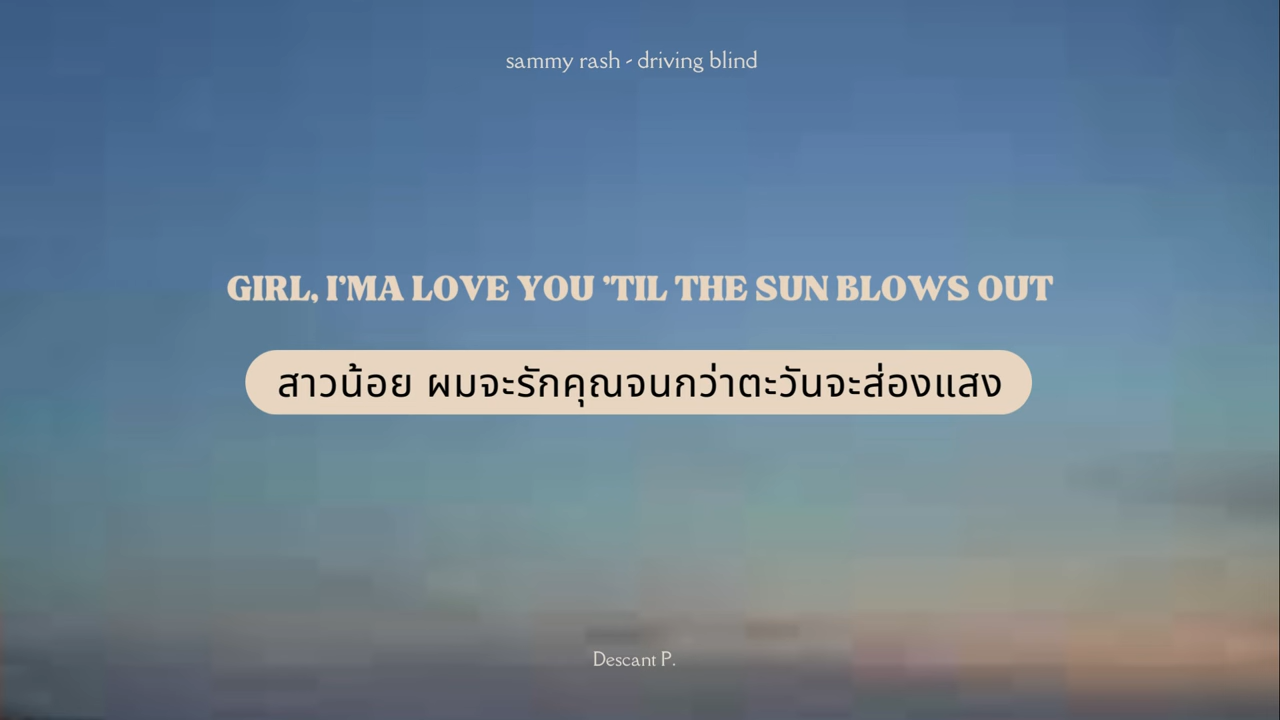 sammy rash - driving blind
GIRL, I'MA LOVE YOU 'TIL THE SUN BLOWS OUT
สาวน้อย ผมจะรักคุณจนกว่าตะวันจะส่องแสง
Descant P.